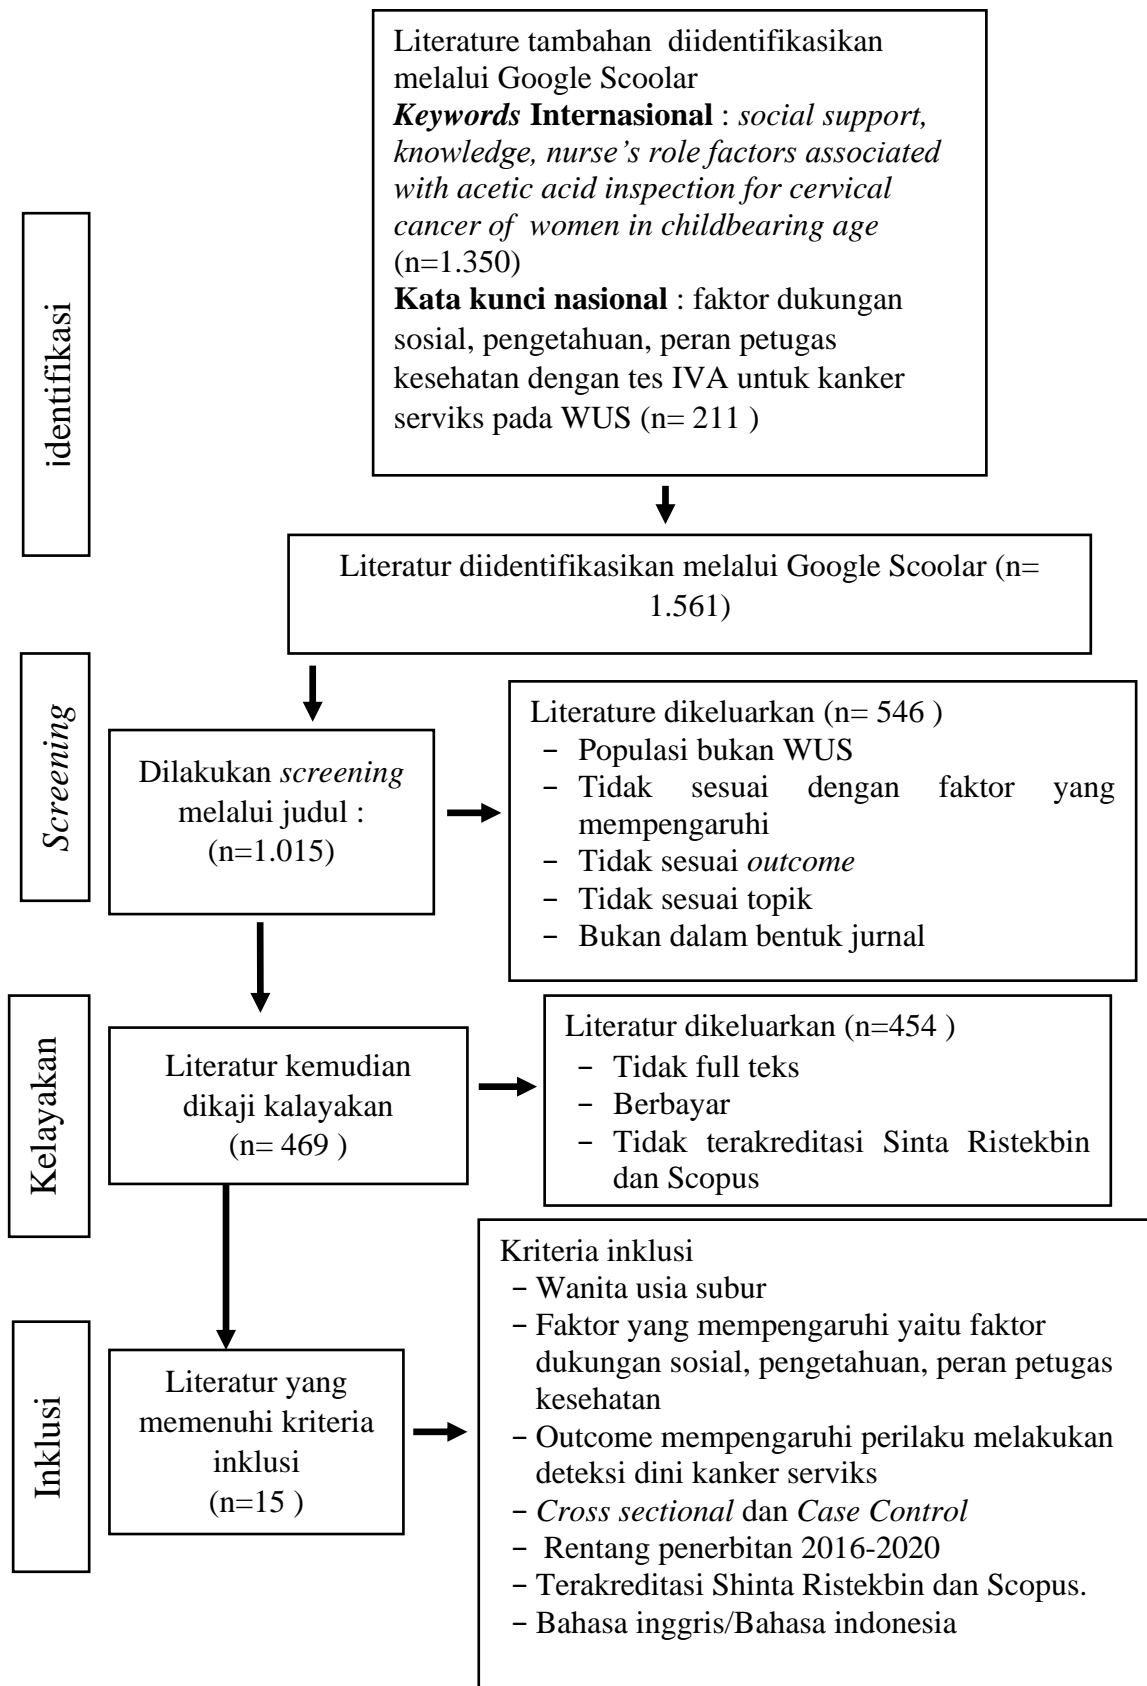 Literature tambahan  diidentifikasikan
melalui Google Scoolar
Keywords Internasional : social support,
knowledge, nurse's role factors associated
with acetic acid inspection for cervical
cancer of  women in childbearing age
(n=1.350)
Kata kunci nasional : faktor dukungan
sosial, pengetahuan, peran petugas
kesehatan dengan tes IVA untuk kanker
serviks pada WUS (n= 211 )
identifikasi
Literatur diidentifikasikan melalui Google Scoolar (n=
1.561)
Screening
Dilakukan screening
melalui judul :
(n=1.015)
Literature dikeluarkan (n= 546 )
− Populasi bukan WUS
− Tidak sesuai dengan faktor yang
mempengaruhi
− Tidak sesuai outcome
− Tidak sesuai topik
− Bukan dalam bentuk jurnal
Kelayakan
Literatur kemudian
dikaji kalayakan
(n= 469 )
Literatur dikeluarkan (n=454 )
− Tidak full teks
− Berbayar
− Tidak terakreditasi Sinta Ristekbin
dan Scopus
Inklusi
Literatur yang
memenuhi kriteria
inklusi
(n=15 )
Kriteria inklusi
− Wanita usia subur
− Faktor yang mempengaruhi yaitu faktor
dukungan sosial, pengetahuan, peran petugas
kesehatan
− Outcome mempengaruhi perilaku melakukan
deteksi dini kanker serviks
− Cross sectional dan Case Control
−  Rentang penerbitan 2016-2020
− Terakreditasi Shinta Ristekbin dan Scopus.
− Bahasa inggris/Bahasa indonesia